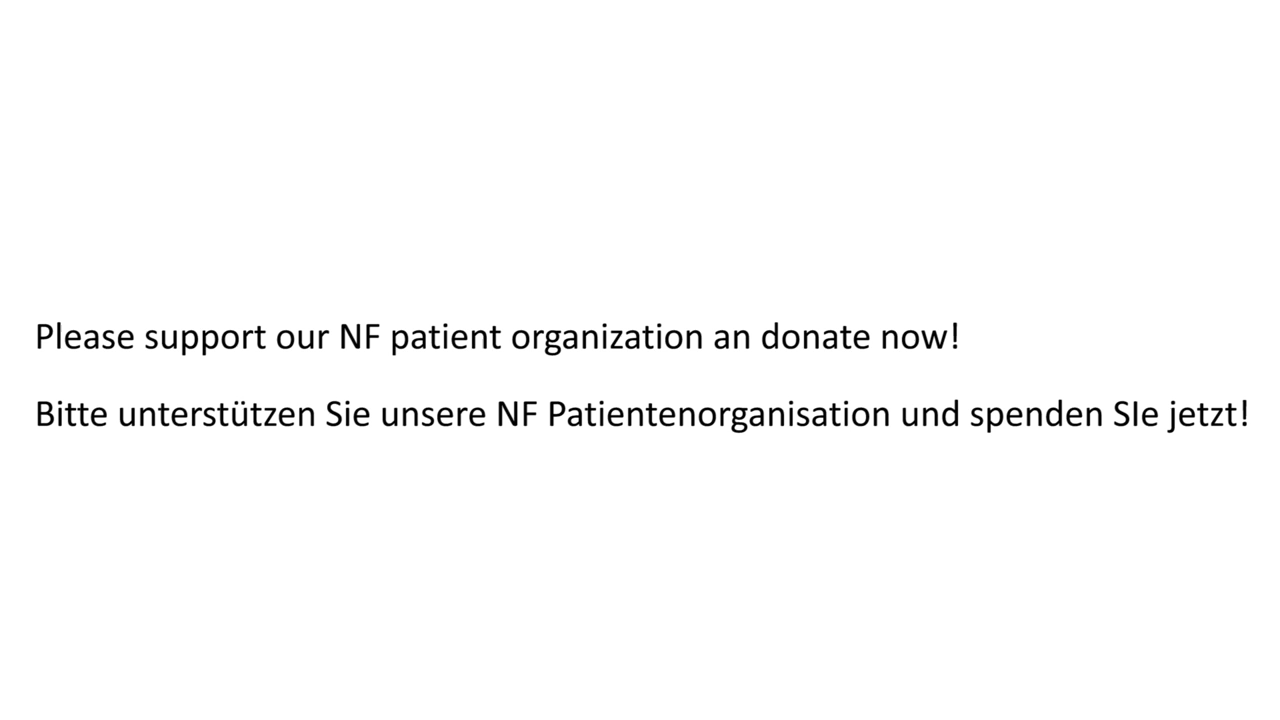 Please support our NF patient organization an donate now!
Bitte unterstützen Sie unsere NF Patientenorganisation und spenden SIe jetzt!